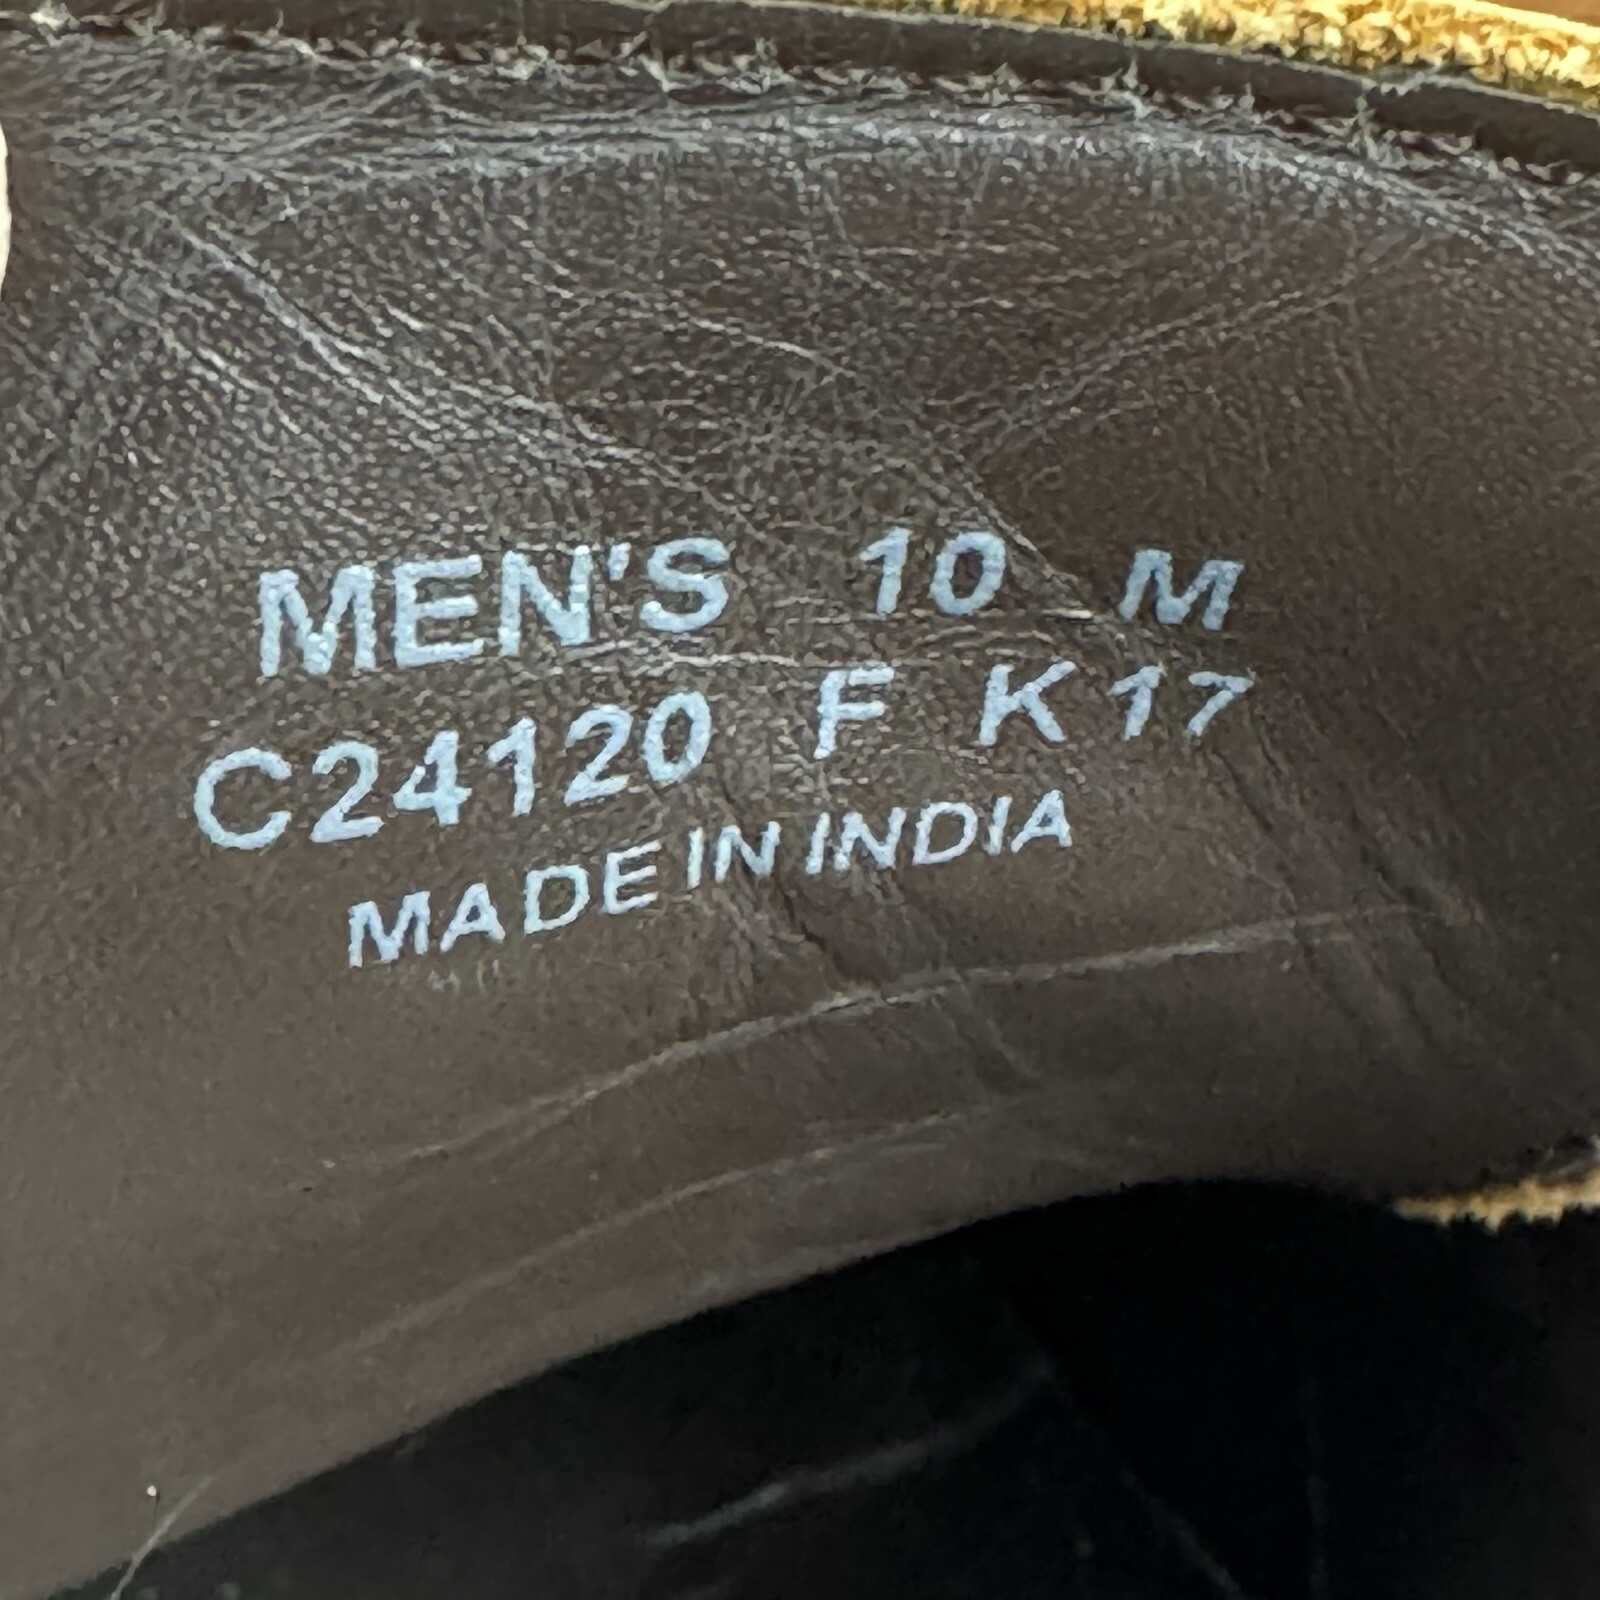 MEN'S 10 M
C24120 F K17
MADE IN INDIA